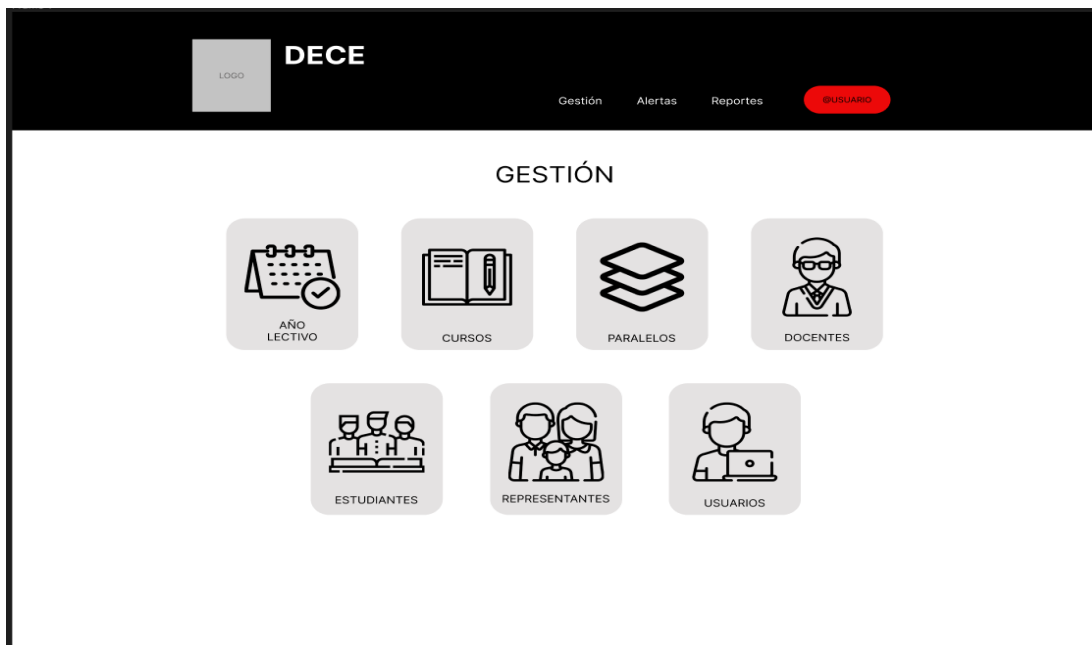 DECE
LOGO
Gestión Alertas Reportes @USUARIO
GESTIÓN
AÑO
LECTIVO
CURSOS
PARALELOS
DOCENTES
ESTUDIANTES
REPRESENTANTES
USUARIOS